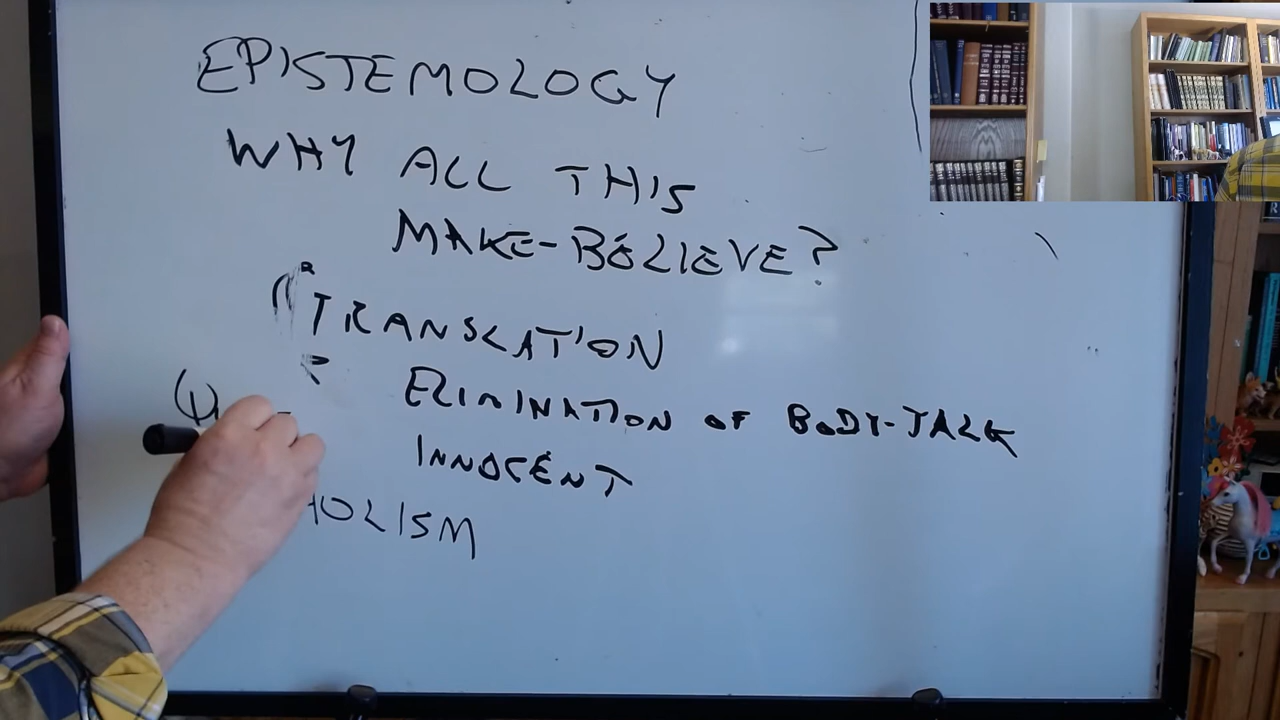 EPISTEMOLOGY
WHY ALL THIS
MAKE-BELIEVE?
TRANSLATION
ELIMINATION OF BODY-TALK
INNOCENT
HOLISM